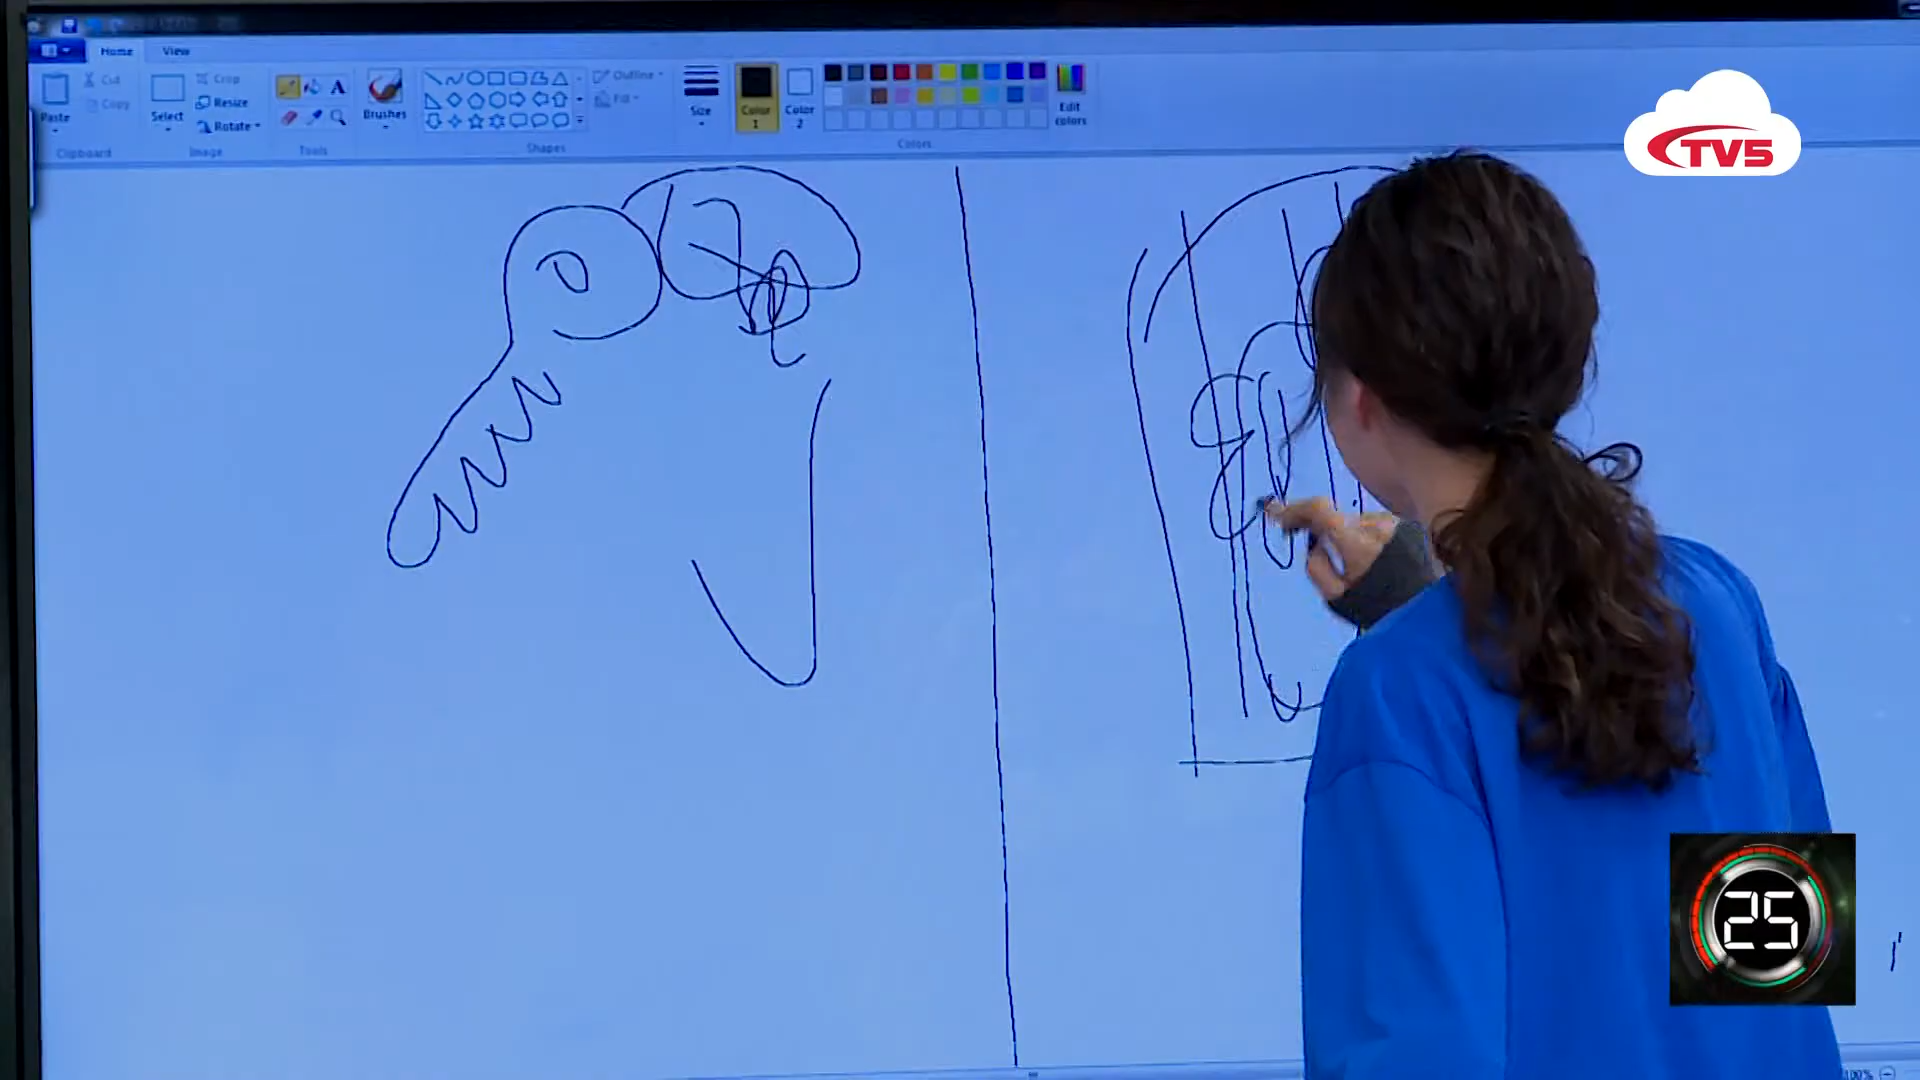 Home View
Cut
Crop
Copy
Resize
Paste
Select
Rotate
A
Brushes
Outline
Fill
Size
Color
1
Color
2
Edit
colors
Clipboard
Image
Tools
Shapes
Colors
TV5
25
100%